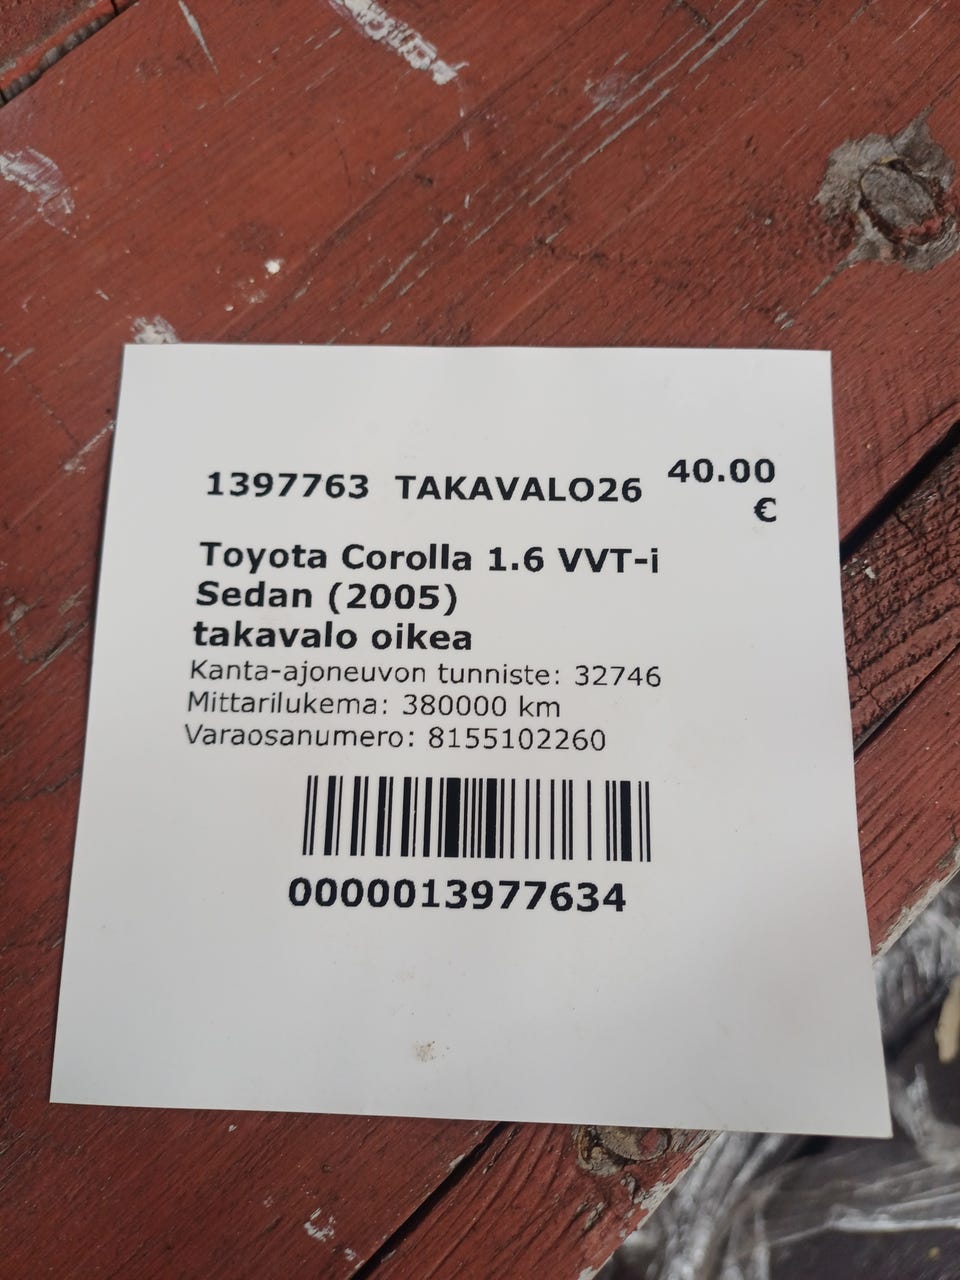 1397763 TAKAVALO26 40.00
€
Toyota Corolla 1.6 VVT-i
Sedan (2005)
takavalo oikea
Kanta-ajoneuvon tunniste: 32746
Mittarilukema: 380000 km
Varaosanumero: 8155102260
0000013977634